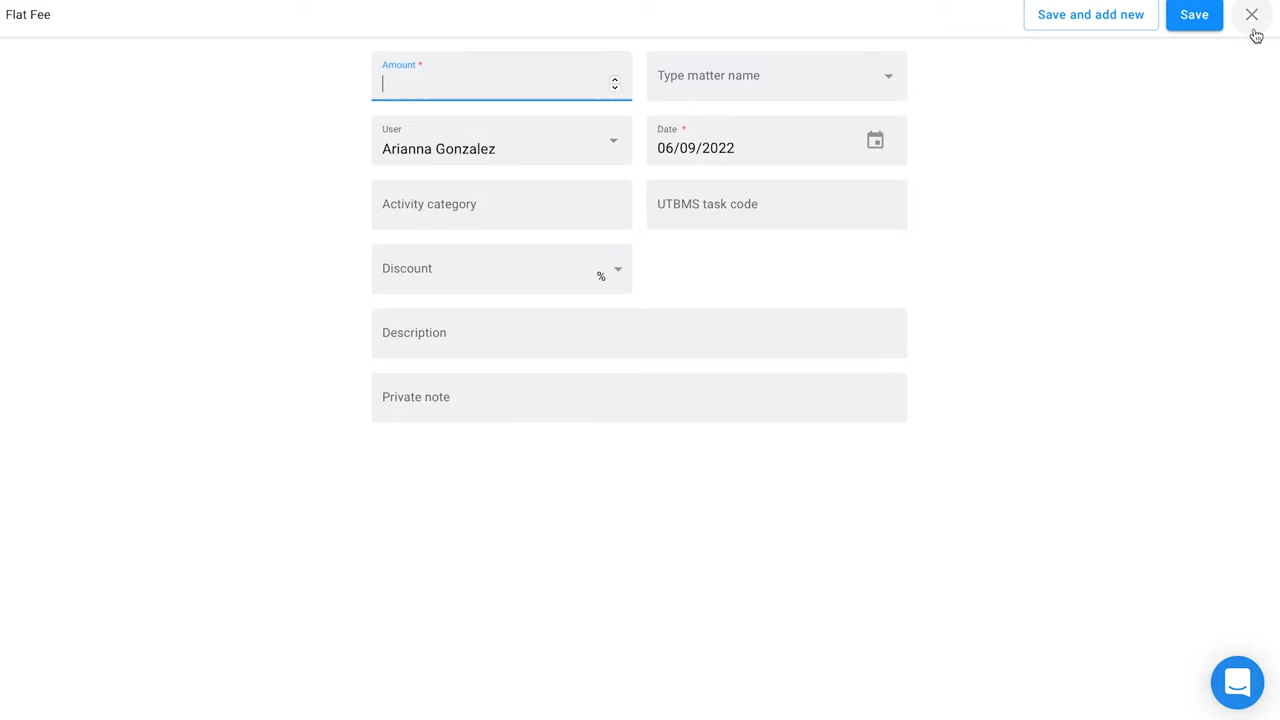 Flat Fee
Save and add new
Save
Amount *
Type matter name
User
Arianna Gonzalez
Date *
06/09/2022
Activity category
UTBMS task code
Discount
%
Description
Private note